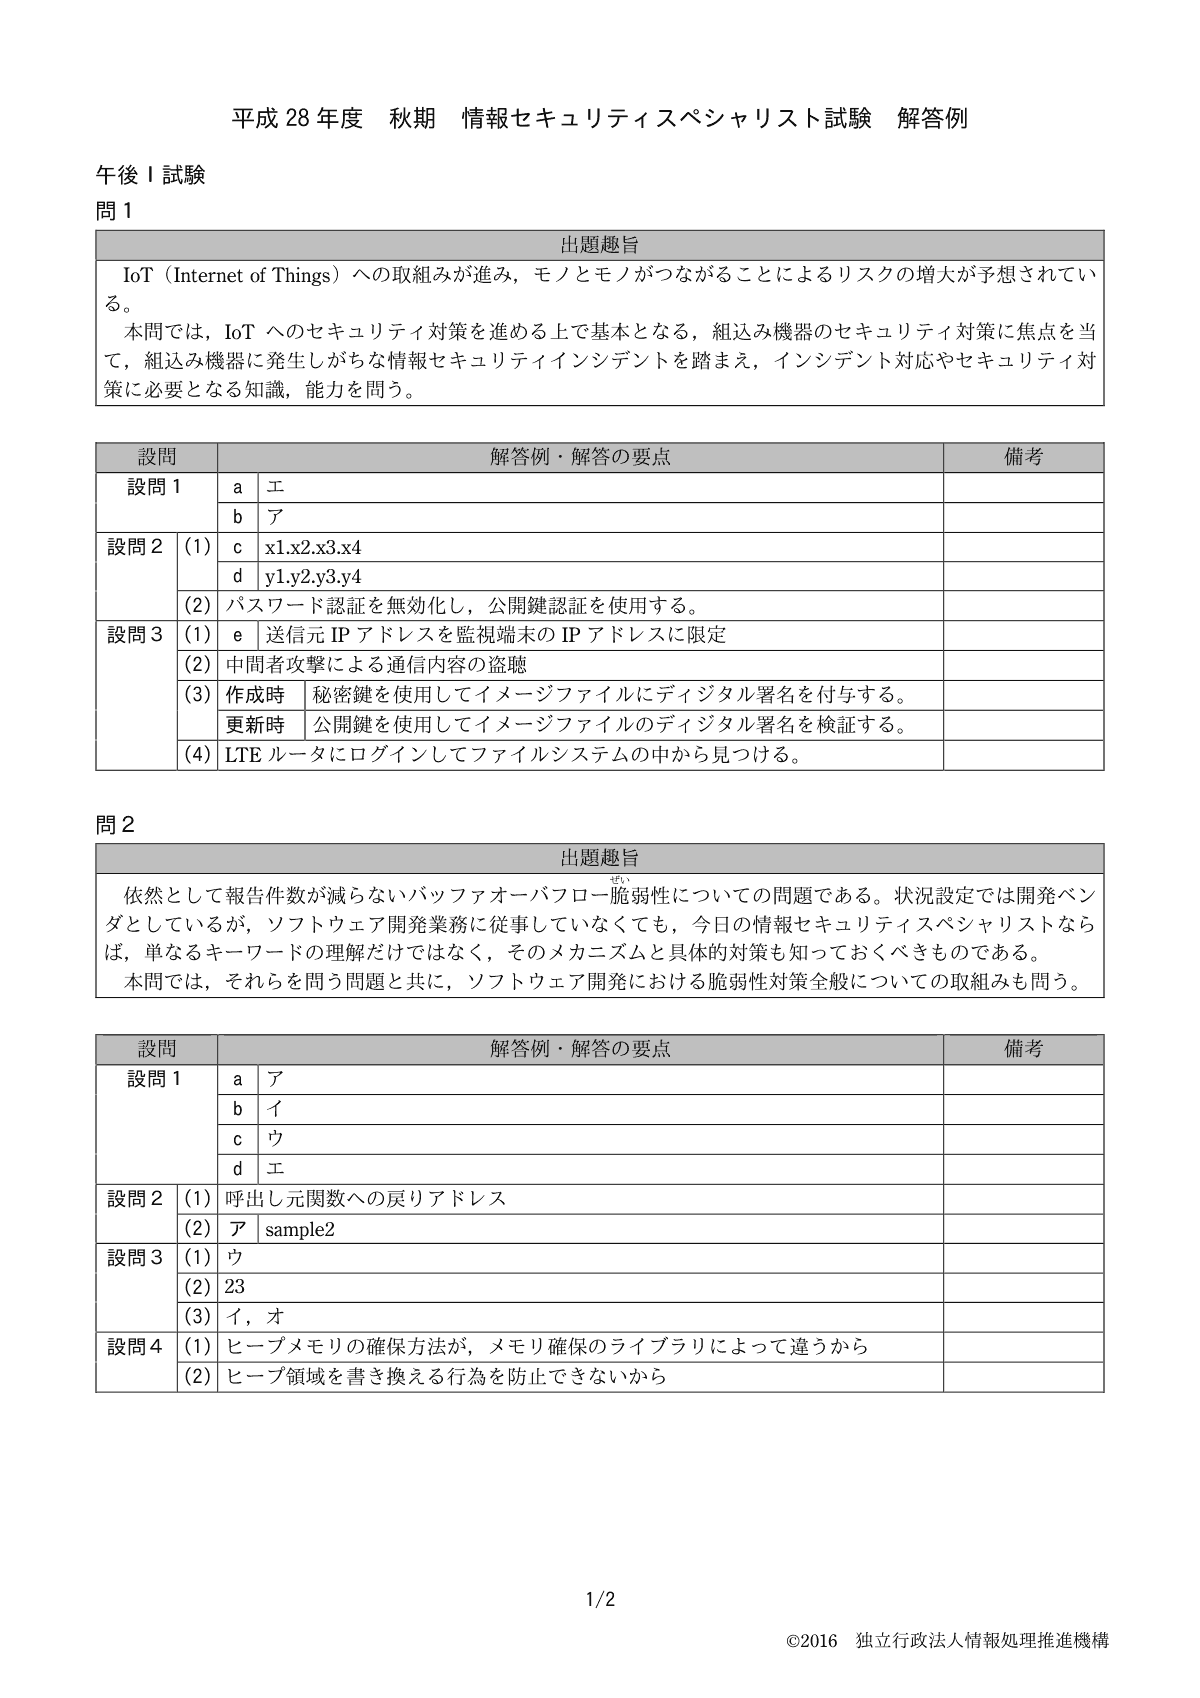 平成 28 年度　秋期　情報セキュリティスペシャリスト試験　解答例
午後Ⅰ試験
問１
出題趣旨
IoT（Internet of Things）への取組みが進み，モノとモノがつながることによるリスクの増大が予想されてい
る。
本問では，IoT へのセキュリティ対策を進める上で基本となる，組込み機器のセキュリティ対策に焦点を当
て，組込み機器に発生しがちな情報セキュリティインシデントを踏まえ，インシデント対応やセキュリティ対
策に必要となる知識，能力を問う。
設問 解答例・解答の要点 備考
設問１ a エ
b ア
設問２ (1) c x1.x2.x3.x4
d y1.y2.y3.y4
(2) パスワード認証を無効化し，公開鍵認証を使用する。
設問３ (1) e 送信元 IP アドレスを監視端末の IP アドレスに限定
(2) 中間者攻撃による通信内容の盗聴
(3) 作成時 秘密鍵を使用してイメージファイルにディジタル署名を付与する。
更新時 公開鍵を使用してイメージファイルのディジタル署名を検証する。
(4) LTE ルータにログインしてファイルシステムの中から見つける。
問２
出題趣旨
ぜい
依然として報告件数が減らないバッファオーバフロー脆弱性についての問題である。状況設定では開発ベン
ダとしているが，ソフトウェア開発業務に従事していなくても，今日の情報セキュリティスペシャリストなら
ば，単なるキーワードの理解だけではなく，そのメカニズムと具体的対策も知っておくべきものである。
本問では，それらを問う問題と共に，ソフトウェア開発における脆弱性対策全般についての取組みも問う。
設問 解答例・解答の要点 備考
設問１ a ア
b イ
c ウ
d エ
設問２ (1) 呼出し元関数への戻りアドレス
(2) ア sample2
設問３ (1) ウ
(2) 23
(3) イ，オ
設問４ (1) ヒープメモリの確保方法が，メモリ確保のライブラリによって違うから
(2) ヒープ領域を書き換える行為を防止できないから
1/2
©2016　独立行政法人情報処理推進機構